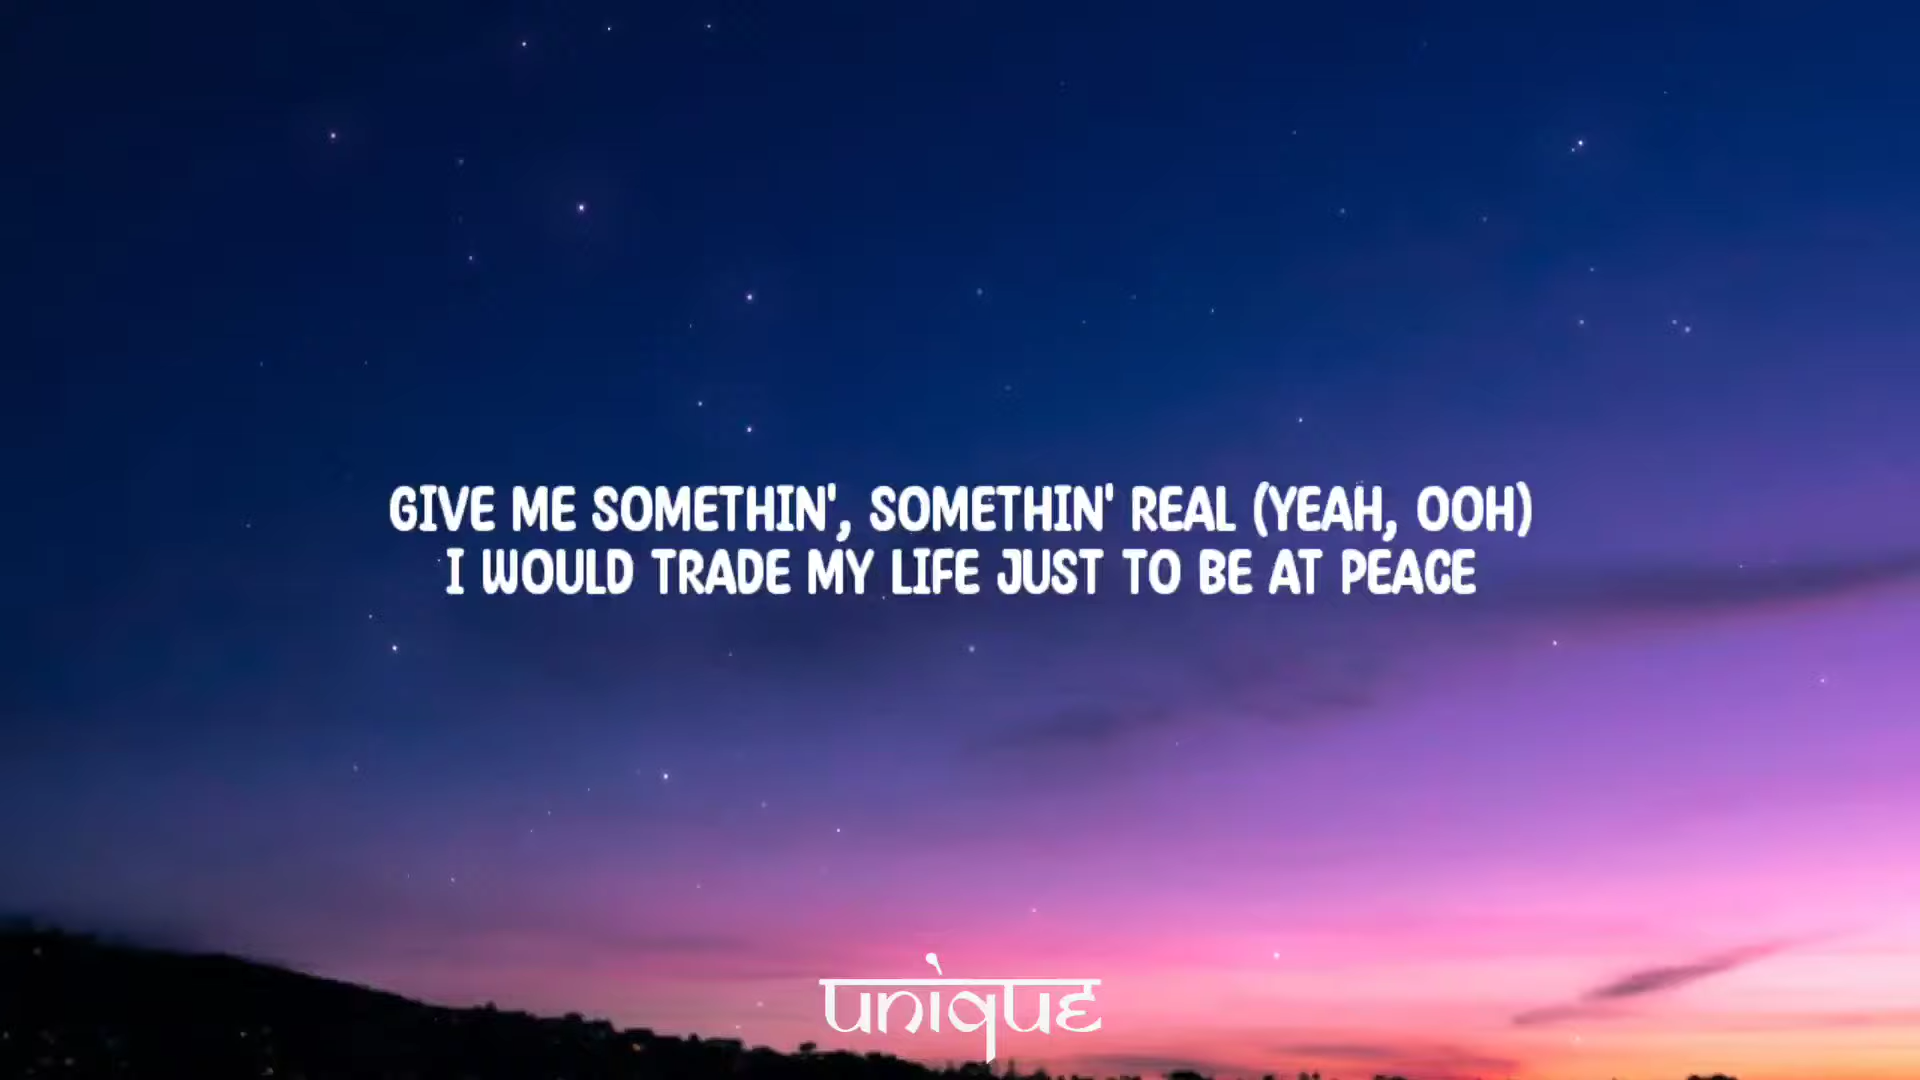 GIVE ME SOMETHIN', SOMETHIN' REAL (YEAH, OOH)
I WOULD TRADE MY LIFE JUST TO BE AT PEACE
unique